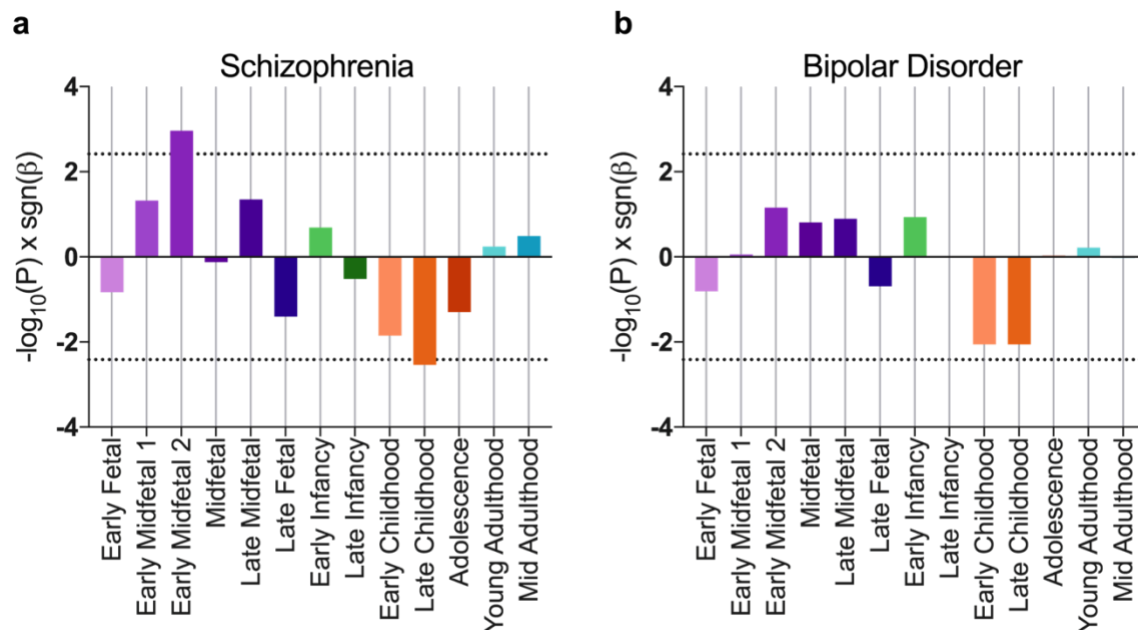 a
Schizophrenia
4
2
0
-2
-4
-log10(P) x sgn(β)
Early Fetal
Early Midfetal 1
Early Midfetal 2
Midfetal
Late Midfetal
Late Fetal
Early Infancy
Late Infancy
Early Childhood
Late Childhood
Adolescence
Young Adulthood
Mid Adulthood
b
Bipolar Disorder
4
2
0
-2
-4
-log10(P) x sgn(β)
Early Fetal
Early Midfetal 1
Early Midfetal 2
Midfetal
Late Midfetal
Late Fetal
Early Infancy
Late Infancy
Early Childhood
Late Childhood
Adolescence
Young Adulthood
Mid Adulthood